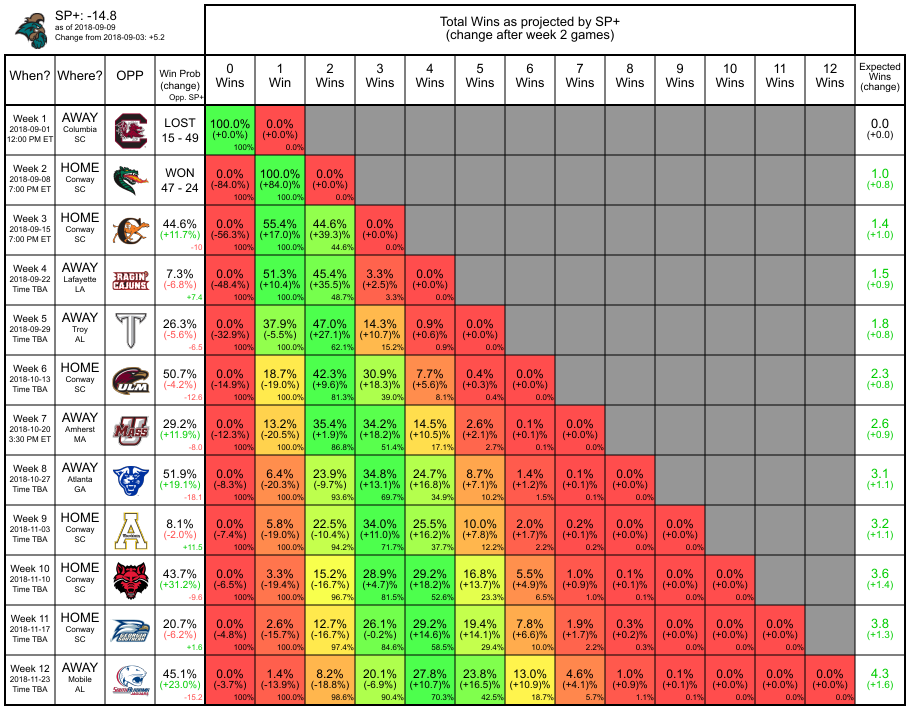 SP+: -14.8
as of 2018-09-09
Change from 2018-09-03: +5.2
Total Wins as projected by SP+
(change after week 2 games)
When? Where? OPP Win Prob (change) Opp. SP+ 0 Wins 1 Win 2 Wins 3 Wins 4 Wins 5 Wins 6 Wins 7 Wins 8 Wins 9 Wins 10 Wins 11 Wins 12 Wins Expected Wins (change)
Week 1 AWAY LOST 100.0% 0.0% 0.0
2018-09-01 Columbia C (+0.0%) (+0.0%) (+0.0)
12:00 PM ET SC 15 - 49 100% 0.0%
Week 2 HOME WON 0.0% 100.0% 0.0% 1.0
2018-09-08 Conway 47 - 24 (-84.0%) (+84.0)% (+0.0)% (+0.8)
7:00 PM ET SC 100% 100.0% 0.0%
Week 3 HOME 44.6% 0.0% 55.4% 44.6% 0.0% 1.4
2018-09-15 Conway C (+11.7%) (-56.3%) (+17.0)% (+39.3)% (+0.0)% (+1.0)
7:00 PM ET SC -10 100% 100.0% 44.6% 0.0%
Week 4 AWAY 7.3% 0.0% 51.3% 45.4% 3.3% 0.0% 1.5
2018-09-22 Lafayette RAGIN' CAJUNS (-6.8%) (-48.4%) (+10.4)% (+35.5)% (+2.5)% (+0.0)% (+0.9)
Time TBA LA +7.4 100% 100.0% 48.7% 3.3% 0.0%
Week 5 AWAY 26.3% 0.0% 37.9% 47.0% 14.3% 0.9% 0.0% 1.8
2018-09-29 Troy T (-5.6%) (-32.9%) (-5.5)% (+27.1)% (+10.7)% (+0.6)% (+0.0)% (+0.8)
Time TBA AL -6.5 100% 100.0% 62.1% 15.2% 0.9% 0.0%
Week 6 HOME 50.7% 0.0% 18.7% 42.3% 30.9% 7.7% 0.4% 0.0% 2.3
2018-10-13 Conway ULM (-4.2%) (-14.9%) (-19.0)% (+9.6)% (+18.3)% (+5.6)% (+0.3)% (+0.0)% (+0.8)
Time TBA SC -12.6 100% 100.0% 81.3% 39.0% 8.1% 0.4% 0.0%
Week 7 AWAY 29.2% 0.0% 13.2% 35.4% 34.2% 14.5% 2.6% 0.1% 0.0% 2.6
2018-10-20 Amherst U MASS (+11.9%) (-12.3%) (-20.5)% (+1.9)% (+18.2)% (+10.5)% (+2.1)% (+0.1)% (+0.0)% (+0.9)
3:30 PM ET MA -8.0 100% 100.0% 86.8% 51.4% 17.1% 2.7% 0.1% 0.0%
Week 8 AWAY 51.9% 0.0% 6.4% 23.9% 34.8% 24.7% 8.7% 1.4% 0.1% 0.0% 3.1
2018-10-27 Atlanta (+19.1%) (-8.3%) (-20.3)% (-9.7)% (+13.1)% (+16.8)% (+7.1)% (+1.2)% (+0.1)% (+0.0)% (+1.1)
Time TBA GA -18.1 100% 100.0% 93.6% 69.7% 34.9% 10.2% 1.5% 0.1% 0.0%
Week 9 HOME 8.1% 0.0% 5.8% 22.5% 34.0% 25.5% 10.0% 2.0% 0.2% 0.0% 0.0% 3.2
2018-11-03 Conway A (-2.0%) (-7.4%) (-19.0)% (-10.4)% (+11.0)% (+16.2)% (+7.8)% (+1.7)% (+0.2)% (+0.0)% (+0.0)% (+1.1)
Time TBA SC +11.5 100% 100.0% 94.2% 71.7% 37.7% 12.2% 2.2% 0.2% 0.0% 0.0%
Week 10 HOME 43.7% 0.0% 3.3% 15.2% 28.9% 29.2% 16.8% 5.5% 1.0% 0.1% 0.0% 0.0% 3.6
2018-11-10 Conway (+31.2%) (-6.5%) (-19.4)% (-16.7)% (+4.7)% (+18.2)% (+13.7)% (+4.9)% (+0.9)% (+0.1)% (+0.0)% (+0.0)% (+1.4)
Time TBA SC -9.6 100% 100.0% 96.7% 81.5% 52.6% 23.3% 6.5% 1.0% 0.1% 0.0% 0.0%
Week 11 HOME 20.7% 0.0% 2.6% 12.7% 26.1% 29.2% 19.4% 7.8% 1.9% 0.3% 0.0% 0.0% 0.0% 3.8
2018-11-17 Conway GEORGIA SOUTHERN (-6.2%) (-4.8%) (-15.7)% (-16.7)% (-0.2)% (+14.6)% (+14.1)% (+6.6)% (+1.7)% (+0.2)% (+0.0)% (+0.0)% (+0.0)% (+1.3)
Time TBA SC +1.6 100% 100.0% 97.4% 84.6% 58.5% 29.4% 10.0% 2.2% 0.3% 0.0% 0.0% 0.0%
Week 12 AWAY 45.1% 0.0% 1.4% 8.2% 20.1% 27.8% 23.8% 13.0% 4.6% 1.0% 0.1% 0.0% 0.0% 0.0% 4.3
2018-11-23 Mobile (+23.0%) (-3.7%) (-13.9)% (-18.8)% (-6.9)% (+10.7)% (+16.5)% (+10.9)% (+4.1)% (+0.9)% (+0.1)% (+0.0)% (+0.0)% (+0.0)% (+1.6)
Time TBA AL -15.2 100% 100.0% 98.6% 90.4% 70.3% 42.5% 18.7% 5.7% 1.1% 0.1% 0.0% 0.0% 0.0%